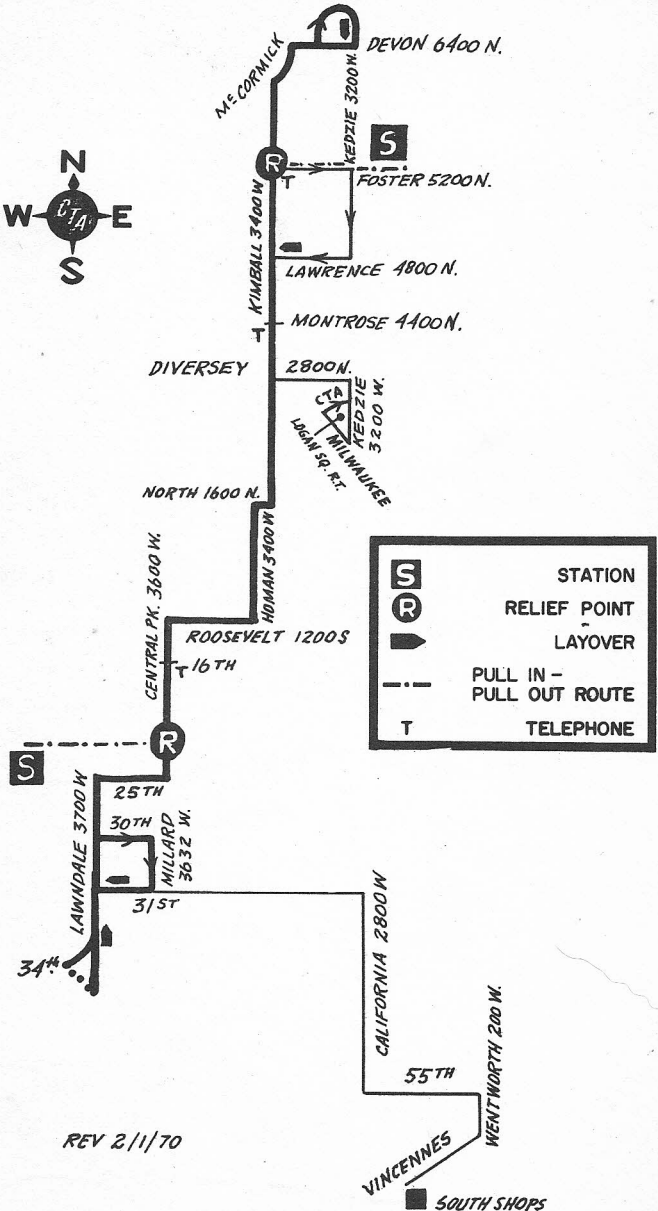 DEVON 6400 N.
McCORMICK
KEDZIE 3200 W.
S
R
T
FOSTER 5200 N.
N
W CTA E
S
KIMBALL 3400 W
LAWRENCE 4800 N.
MONTROSE 4400 N.
T
DIVERSEY 2800 N.
CTA
KEDZIE
3200 W.
LOGAN SQ. R.T.
MILWAUKEE
NORTH 1600 N.
HOMAN 3400 W
CENTRAL PK. 3600 W.
ROOSEVELT 1200 S
T 16TH
S STATION
R RELIEF POINT
LAYOVER
PULL IN –
PULL OUT ROUTE
T TELEPHONE
R
S
25TH
LAWNDALE 3700 W
30TH
MILLARD
3632 W.
31ST
34th.
CALIFORNIA 2800 W
55TH
WENTWORTH 200 W.
VINCENNES
SOUTH SHOPS
REV 2/1/70